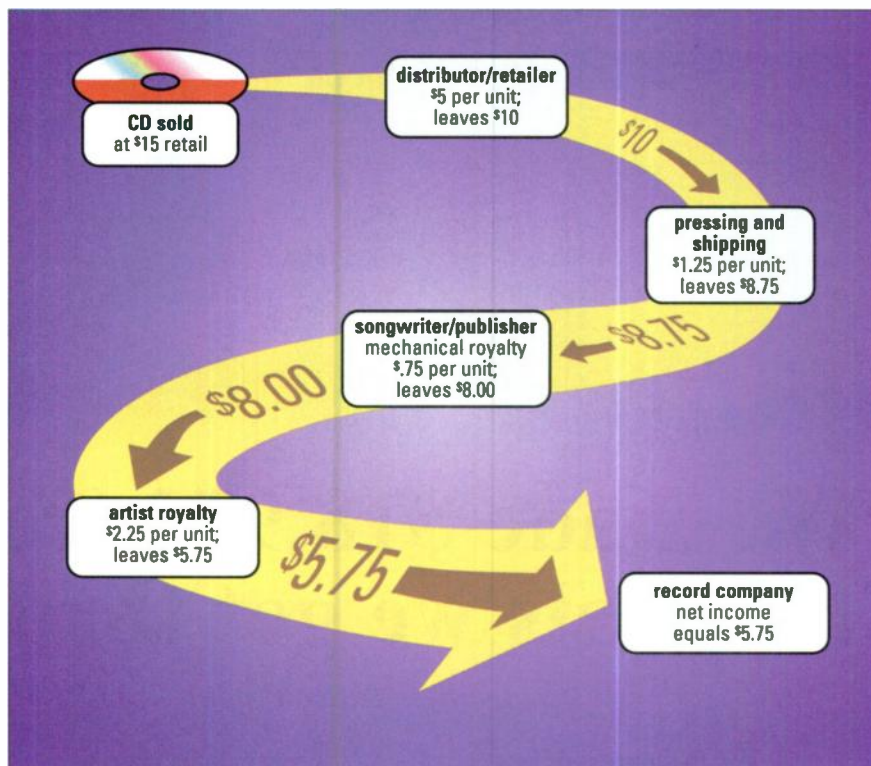 CD sold
at $15 retail
distributor/retailer
$5 per unit;
leaves $10
$10
pressing and
shipping
$1.25 per unit;
leaves $8.75
$8.75
songwriter/publisher
mechanical royalty
$.75 per unit;
leaves $8.00
$8.00
artist royalty
$2.25 per unit;
leaves $5.75
$5.75
record company
net income
equals $5.75